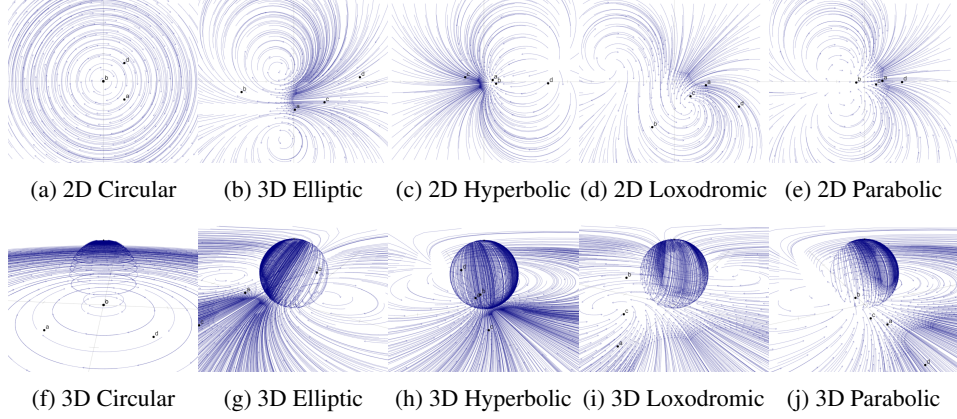 (a) 2D Circular
(b) 3D Elliptic
(c) 2D Hyperbolic
(d) 2D Loxodromic
(e) 2D Parabolic
(f) 3D Circular
(g) 3D Elliptic
(h) 3D Hyperbolic
(i) 3D Loxodromic
(j) 3D Parabolic